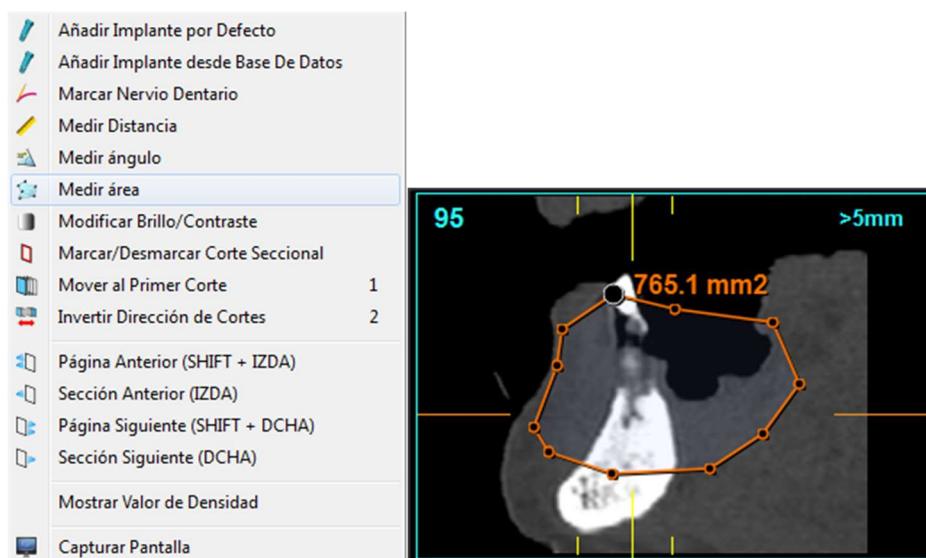 Añadir Implante por Defecto
Añadir Implante desde Base De Datos
Marcar Nervio Dentario
Medir Distancia
Medir ángulo
Medir área
Modificar Brillo/Contraste
Marcar/Desmarcar Corte Seccional
Mover al Primer Corte 1
Invertir Dirección de Cortes 2
Página Anterior (SHIFT + IZDA)
Sección Anterior (IZDA)
Página Siguiente (SHIFT + DCHA)
Sección Siguiente (DCHA)
Mostrar Valor de Densidad
Capturar Pantalla
95 >5mm
765.1 mm2